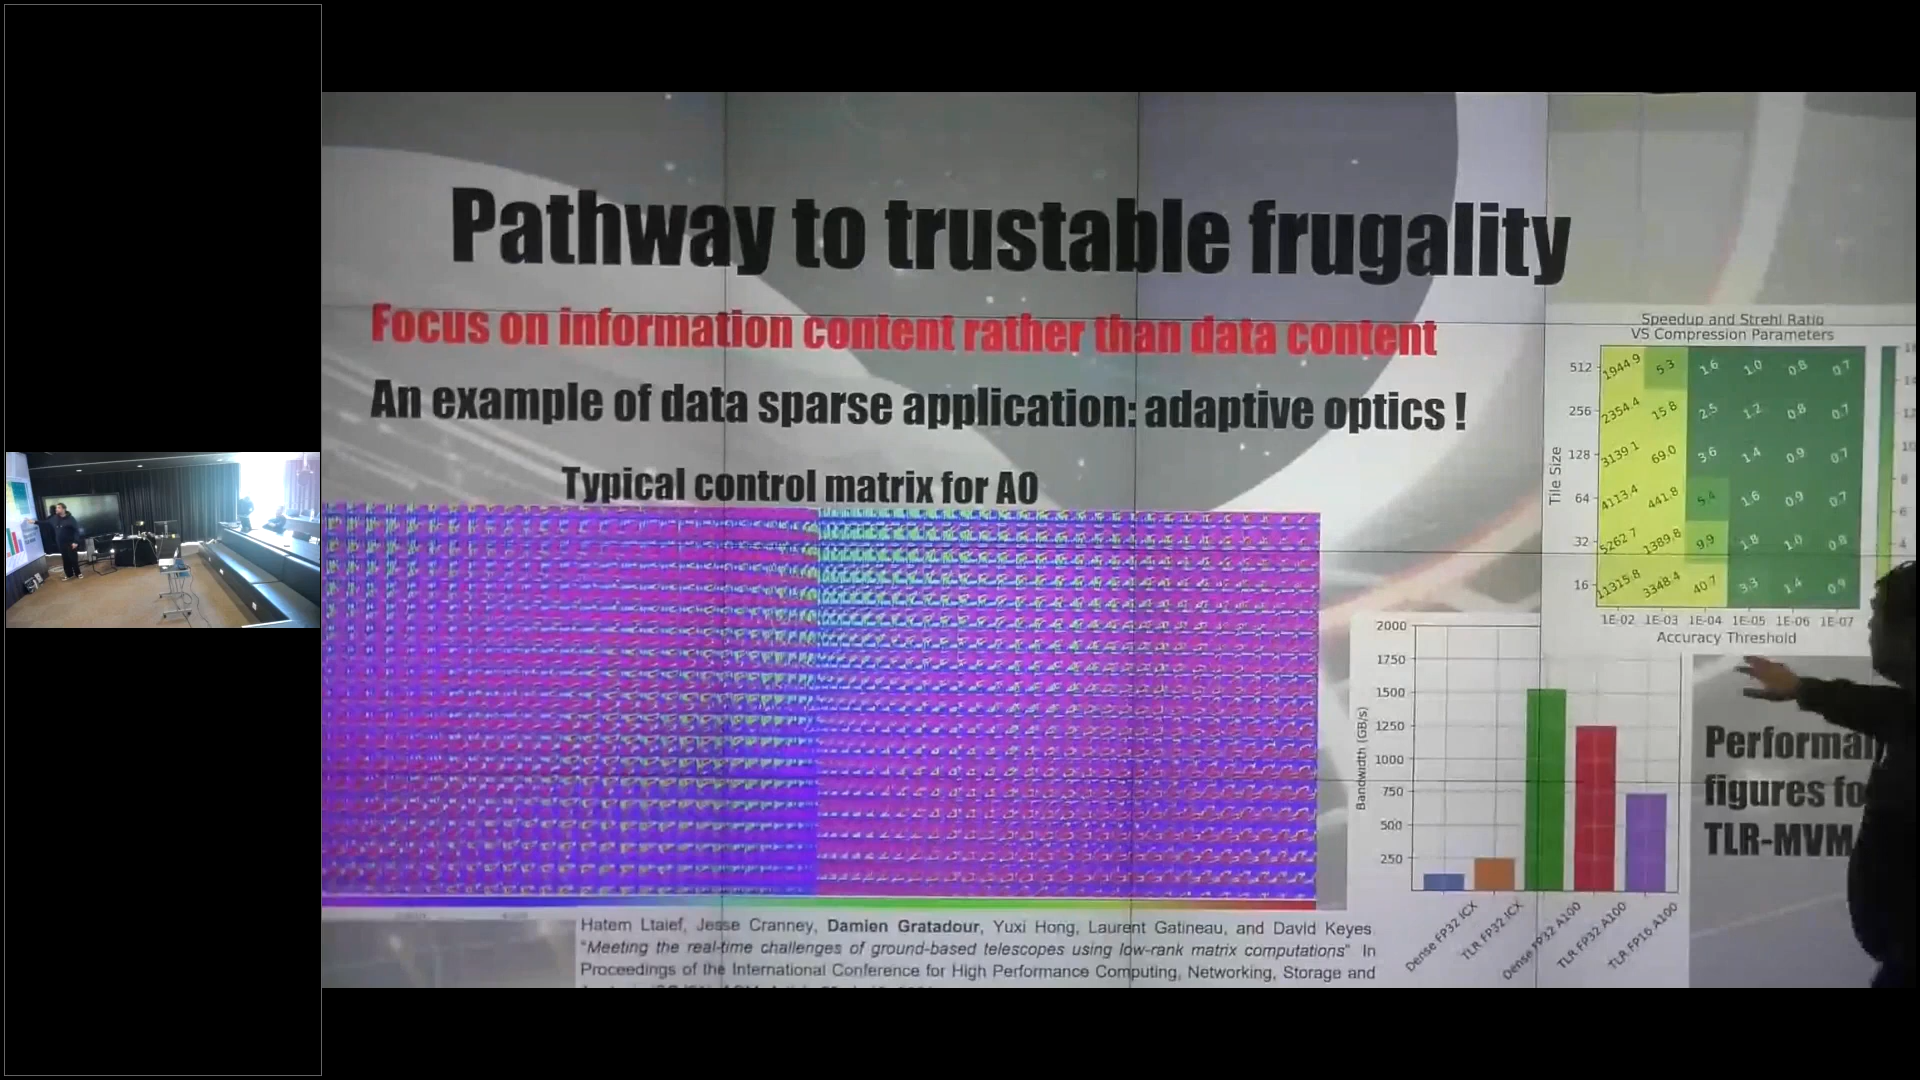 Pathway to trustable frugality
Focus on information content rather than data content
An example of data sparse application: adaptive optics !
Typical control matrix for AO
Speedup and Strehl Ratio
VS Compression Parameters
Tile Size
512 1944.9 5.3 1.6 1.0 0.8 0.7
256 2354.4 15.8 2.5 1.2 0.8 0.7
128 3139.1 69.0 3.6 1.4 0.9 0.7
64 4113.4 441.8 5.4 1.6 0.9 0.7
32 5262.7 1389.8 9.9 1.8 1.0 0.8
16 11315.8 3348.4 40.7 3.3 1.4 0.9
1E-02 1E-03 1E-04 1E-05 1E-06 1E-07
Accuracy Threshold
Bandwidth (GB/s)
2000
1750
1500
1250
1000
750
500
250
Dense FP32 ICX
TLR FP32 ICX
Dense FP32 A100
TLR FP32 A100
TLR FP16 A100
figures fo
TLR-MVM
Hatem Ltaief, Jesse Cranney, Damien Gratadour, Yuxi Hong, Laurent Gatineau, and David Keyes.
"Meeting the real-time challenges of ground-based telescopes using low-rank matrix computations" In
Proceedings of the International Conference for High Performance Computing, Networking, Storage and